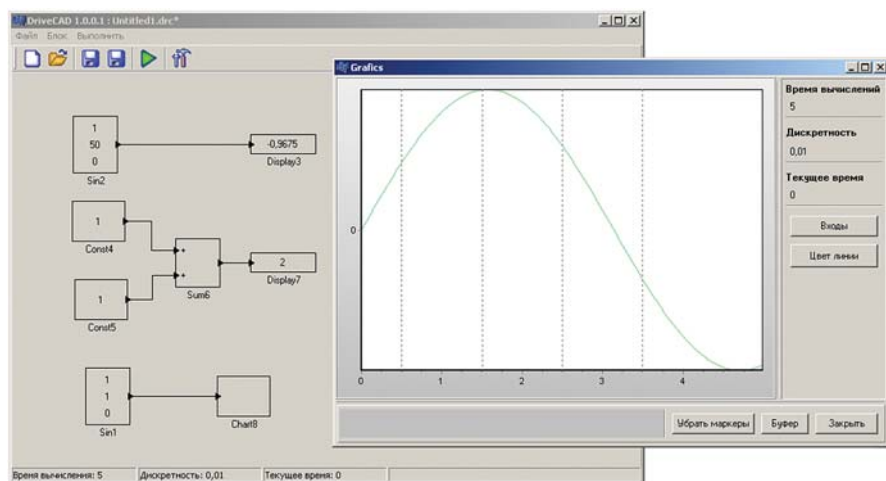 DriveCAD 1.0.0.1 : Untitled1.drc*
Файл Блок Выполнить
1
50
0
Sin2
-0,9675
Display3
1
Const4
+
+
Sum6
2
Display7
1
Const5
1
1
0
Sin1
Chart8
Время вычисления: 5 Дискретность: 0,01 Текущее время: 0
Grafics
0
0 1 2 3 4
Время вычислений
5
Дискретность
0,01
Текущее время
0
Входы
Цвет линии
Убрать маркеры Буфер Закрыть